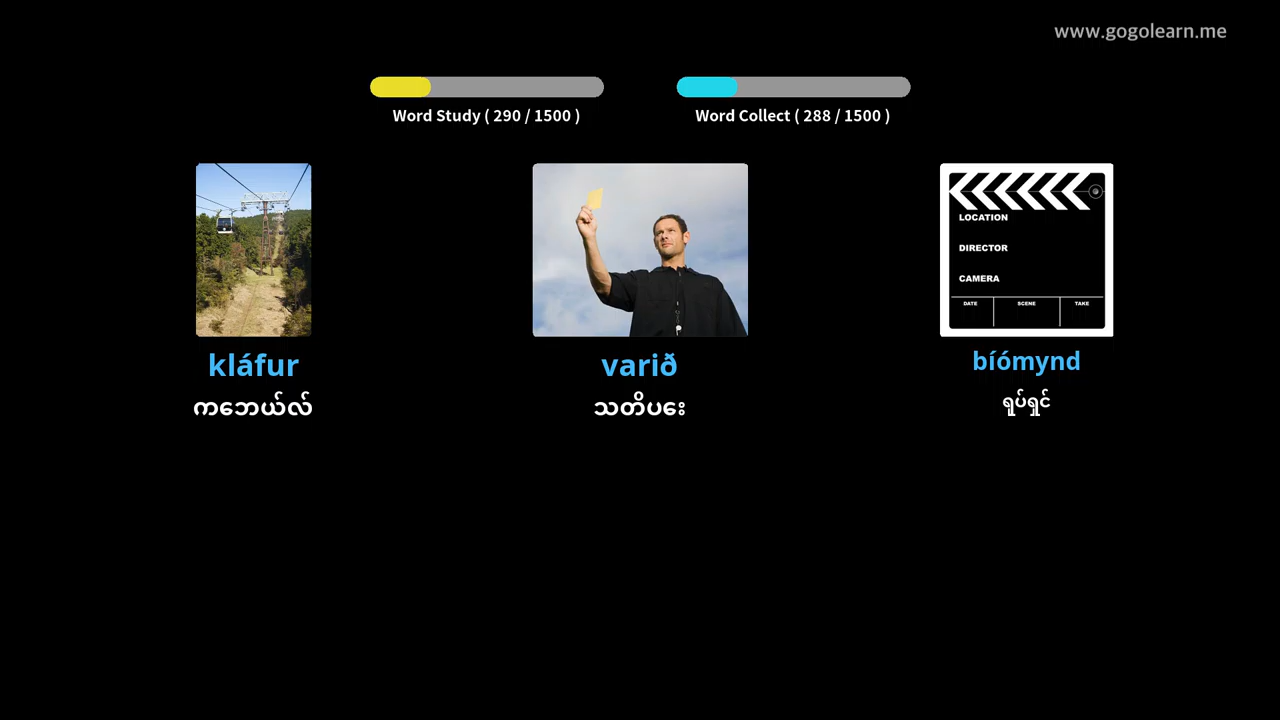 www.gogolearn.me
Word Study ( 290 / 1500 )
Word Collect ( 288 / 1500 )
LOCATION
DIRECTOR
CAMERA
DATE
SCENE
TAKE
kláfur
varið
bíómynd
ကဘေယ်လ်
သတိပေး
ရုပ်ရှင်